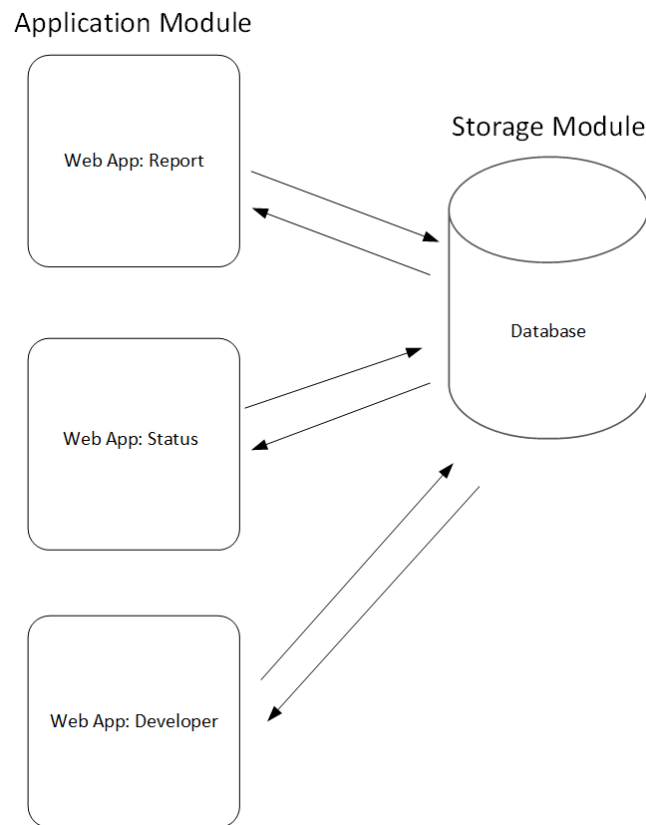 Application Module
Web App: Report
Storage Module
Database
Web App: Status
Web App: Developer